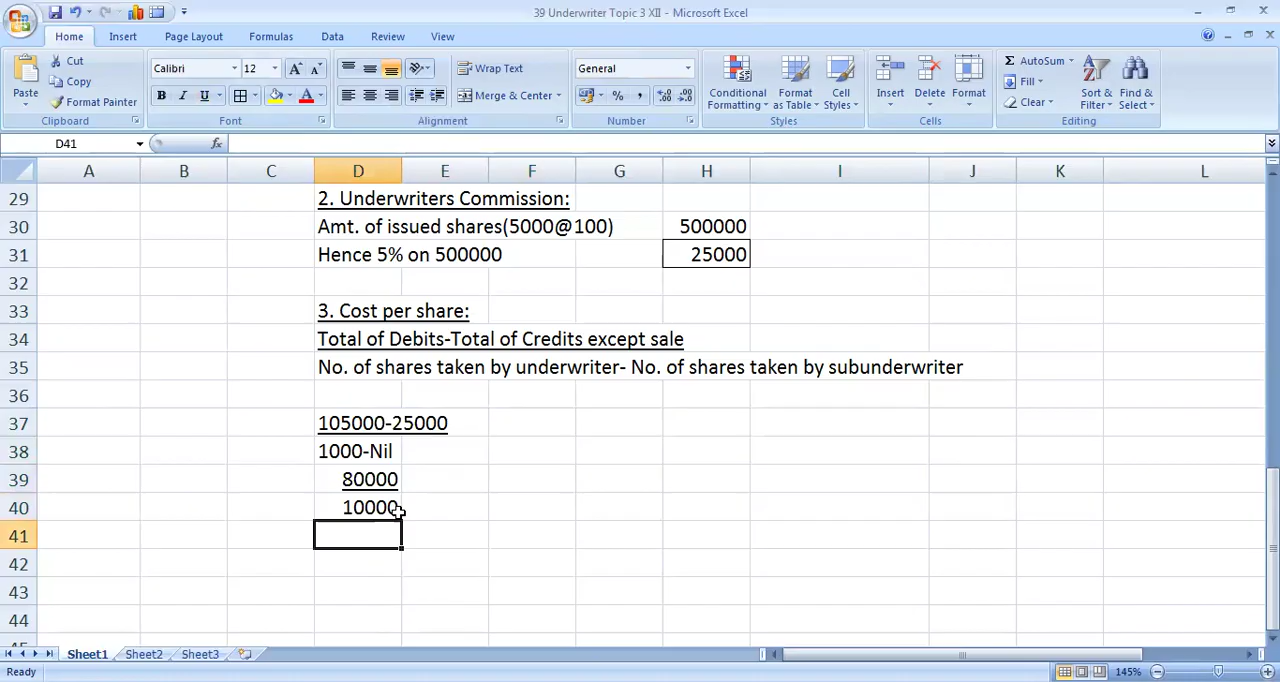 39 Underwriter Topic 3 XII - Microsoft Excel
Home Insert Page Layout Formulas Data Review View
Cut
Copy
Format Painter
Paste
Clipboard
Calibri 12
B I U
Font
Wrap Text
Merge & Center
Alignment
General
% ,
Number
Conditional Formatting
Format as Table
Cell Styles
Styles
Insert
Delete
Format
Cells
Σ AutoSum
Fill
Clear
Sort & Filter
Find & Select
Editing
D41 fx
A B C D E F G H I J K L
29 2. Underwriters Commission:
30 Amt. of issued shares(5000@100) 500000
31 Hence 5% on 500000 25000
32
33 3. Cost per share:
34 Total of Debits-Total of Credits except sale
35 No. of shares taken by underwriter- No. of shares taken by subunderwriter
36
37 105000-25000
38 1000-Nil
39 80000
40 10000
41
42
43
44
Sheet1 Sheet2 Sheet3
Ready 145%